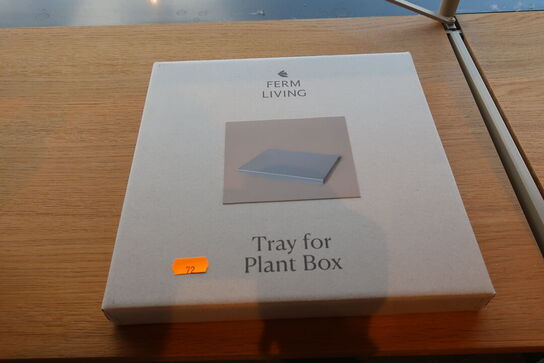 FERM
LIVING
Tray for
Plant Box
72